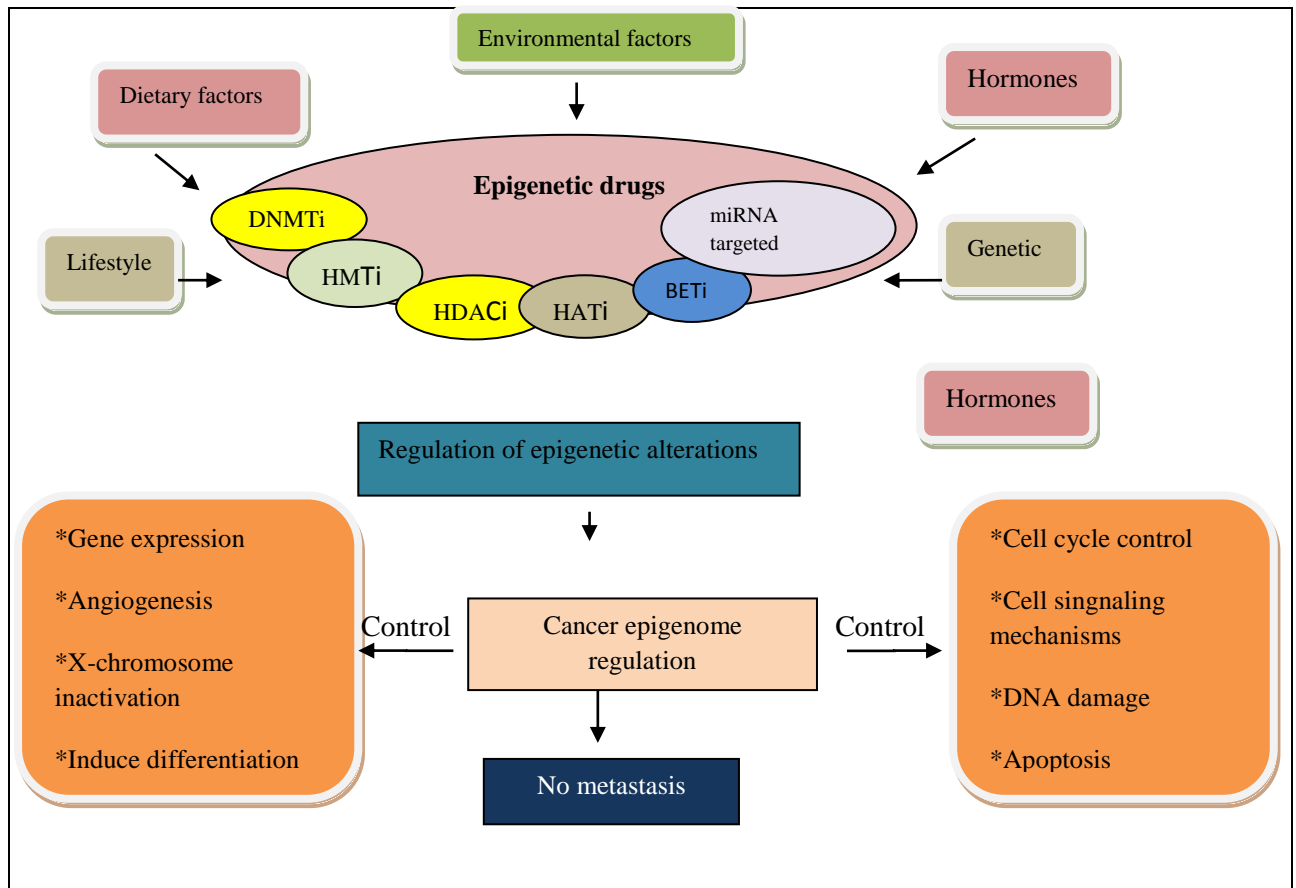 Environmental factors
Dietary factors
Hormones
Epigenetic drugs
DNMTi
miRNA
targeted
Lifestyle
HMTi
Genetic
HDACi
HATi
BETi
Hormones
Regulation of epigenetic alterations
*Gene expression
*Angiogenesis
*X-chromosome
inactivation
*Induce differentiation
Control
Cancer epigenome
regulation
Control
*Cell cycle control
*Cell singnaling
mechanisms
*DNA damage
*Apoptosis
No metastasis